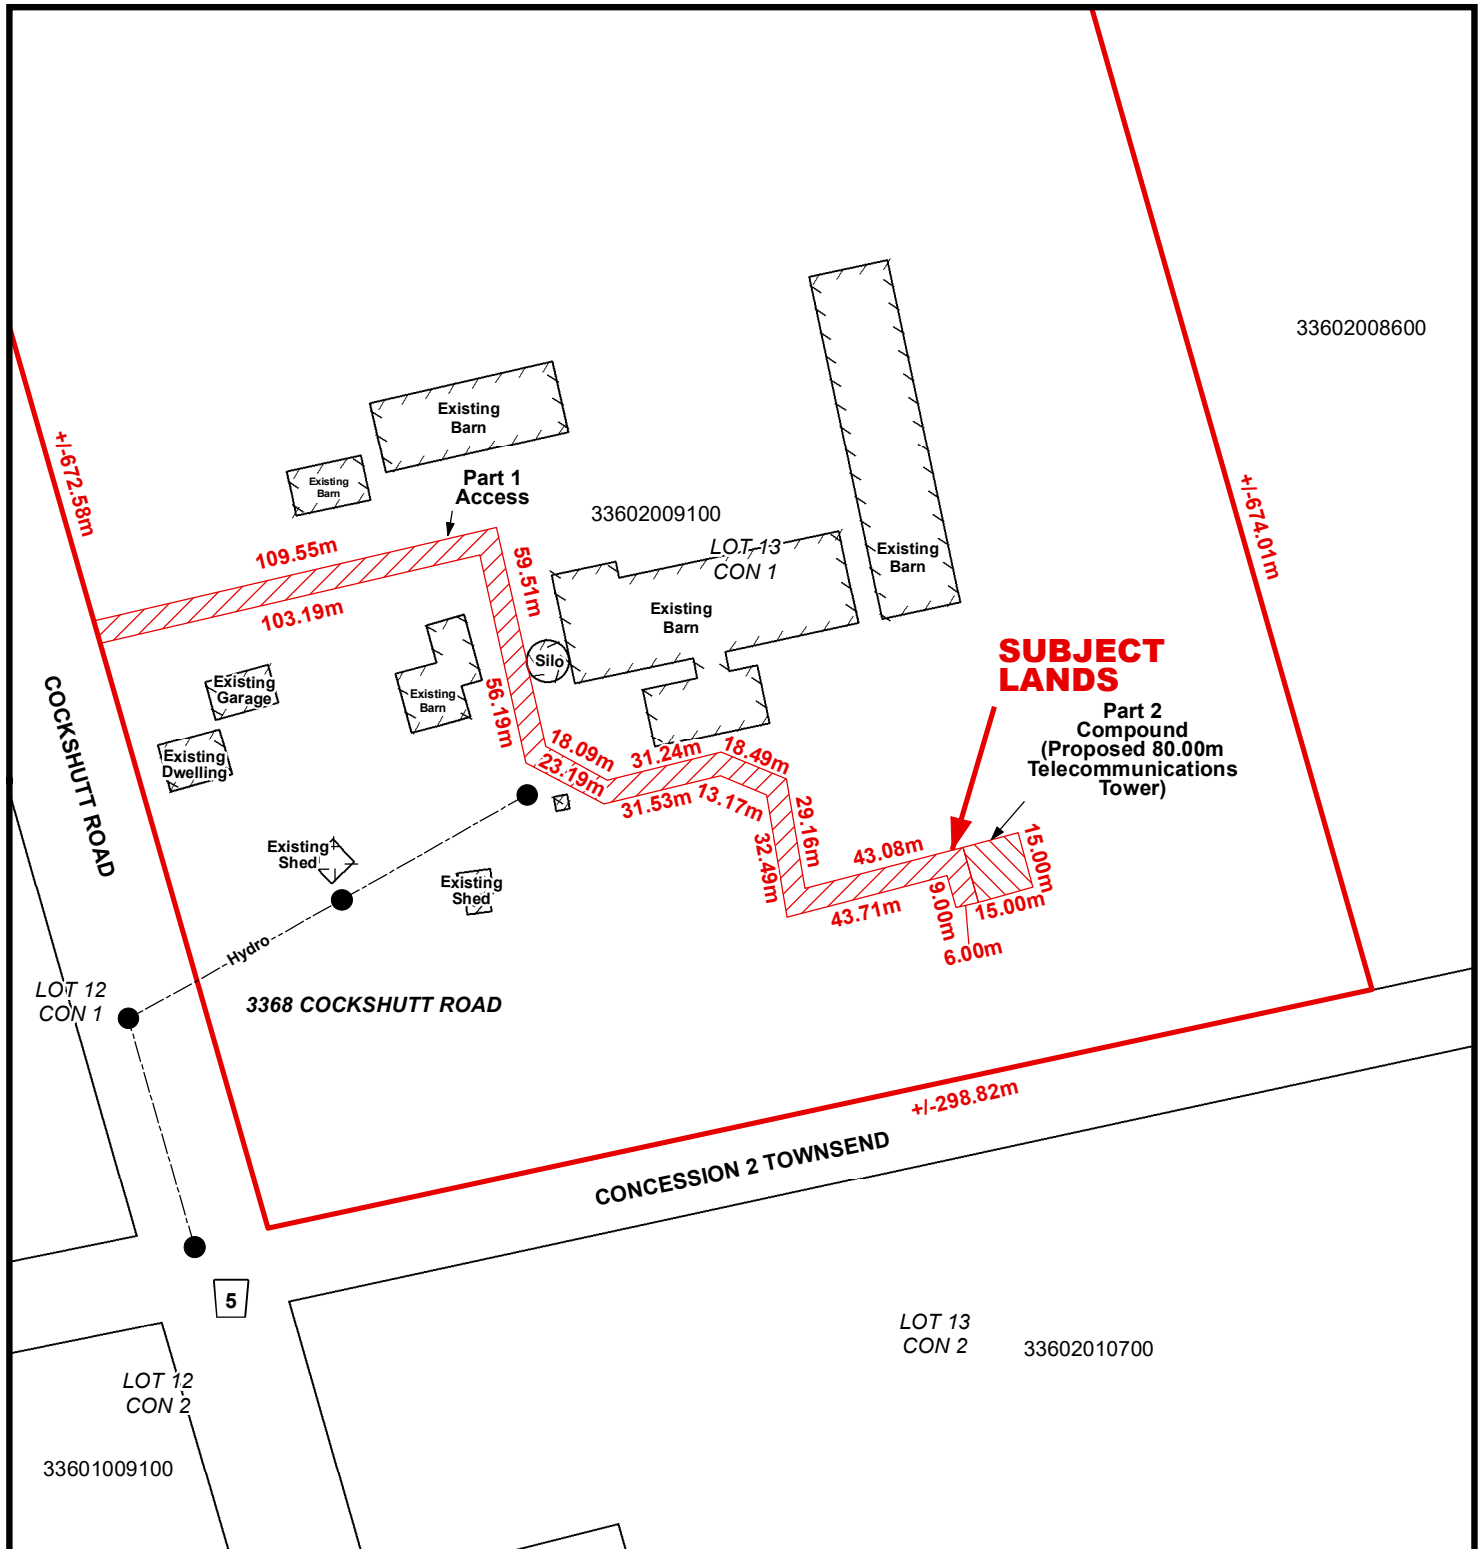 33602008600
Existing
Barn
+/-672.58m
Existing
Barn
Part 1
Access
+/-674.01m
33602009100
LOT 13
CON 1
109.55m
59.51m
Existing
Barn
103.19m
Existing
Barn
SUBJECT
LANDS
Silo
Existing
Garage
Existing
Barn
56.19m
COCKSHUTT ROAD
Part 2
Compound
(Proposed 80.00m
Telecommunications
Tower)
Existing
Dwelling
18.09m
31.24m
18.49m
23.19m
31.53m
13.17m
29.16m
32.49m
43.08m
15.00m
Existing
Shed
Existing
Shed
43.71m
9.00m
15.00m
6.00m
Hydro
LOT 12
CON 1
3368 COCKSHUTT ROAD
+/-298.82m
CONCESSION 2 TOWNSEND
5
LOT 13
CON 2
33602010700
LOT 12
CON 2
33601009100